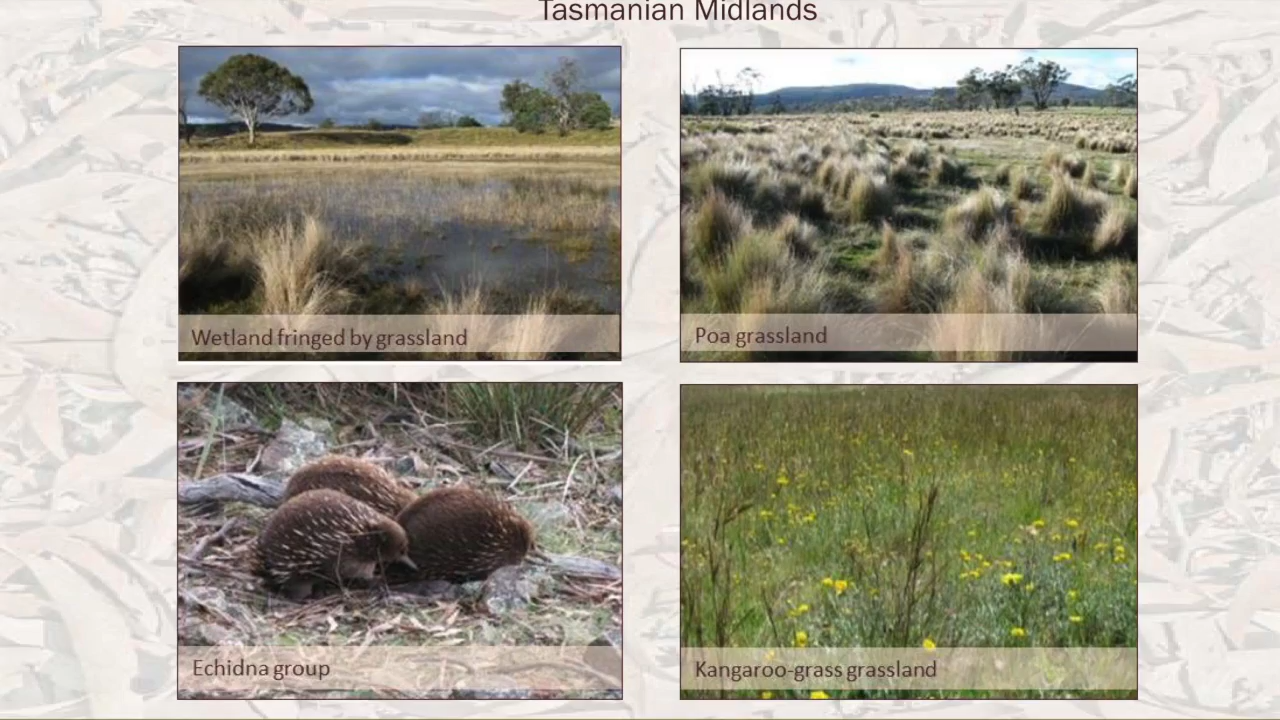 Tasmanian Midlands
Wetland fringed by grassland
Poa grassland
Echidna group
Kangaroo-grass grassland